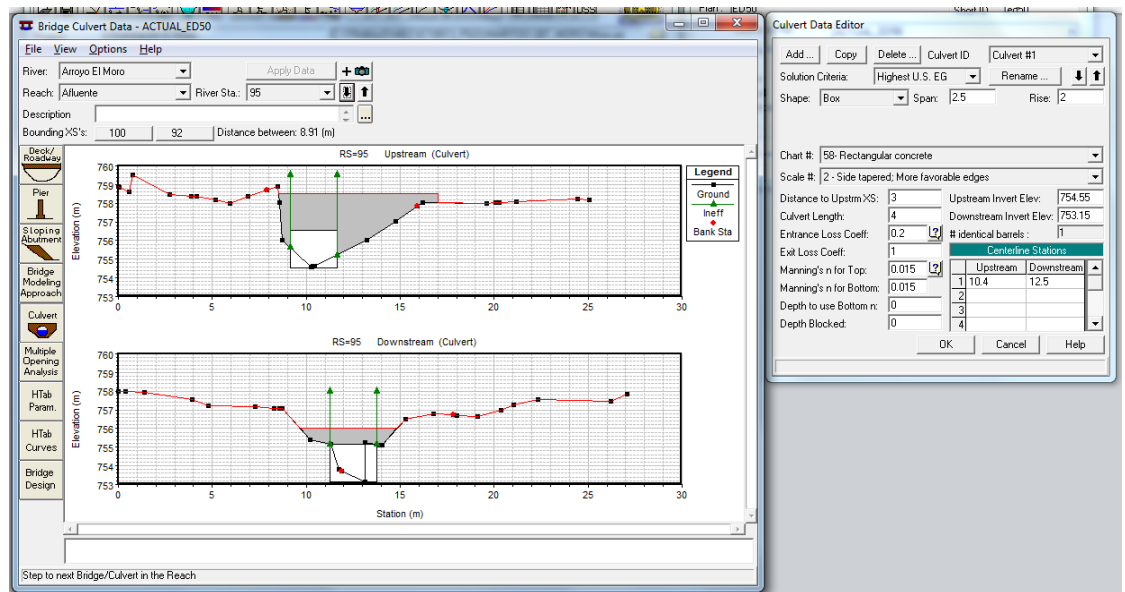 Plan: ED50
Short ID
led50
Bridge Culvert Data - ACTUAL_ED50
File View Options Help
River: Arroyo El Moro Apply Data
Reach: Afluente River Sta.: 95
Description ...
Bounding XS's: 100 92 Distance between: 8.91 (m)
Deck/
Roadway
Pier
Sloping
Abutment
Bridge
Modeling
Approach
Culvert
Multiple
Opening
Analysis
HTab
Param.
HTab
Curves
Bridge
Design
RS=95 Upstream (Culvert)
Elevation (m)
760
759
758
757
756
755
754
753
0 5 10 15 20 25 30
Legend
Ground
Ineff
Bank Sta
RS=95 Downstream (Culvert)
Elevation (m)
760
759
758
757
756
755
754
753
0 5 10 15 20 25 30
Station (m)
Step to next Bridge/Culvert in the Reach
Culvert Data Editor
Add ... Copy Delete ... Culvert ID Culvert #1
Solution Criteria: Highest U.S. EG Rename ...
Shape: Box Span: 2.5 Rise: 2
Chart #: 58- Rectangular concrete
Scale #: 2 - Side tapered; More favorable edges
Distance to Upstrm XS: 3 Upstream Invert Elev: 754.55
Culvert Length: 4 Downstream Invert Elev: 753.15
Entrance Loss Coeff: 0.2 ? # identical barrels : 1
Exit Loss Coeff: 1 Centerline Stations
Manning's n for Top: 0.015 ? Upstream Downstream
Manning's n for Bottom: 0.015 1 10.4 12.5
Depth to use Bottom n: 0 2
3
Depth Blocked: 0 4
OK Cancel Help